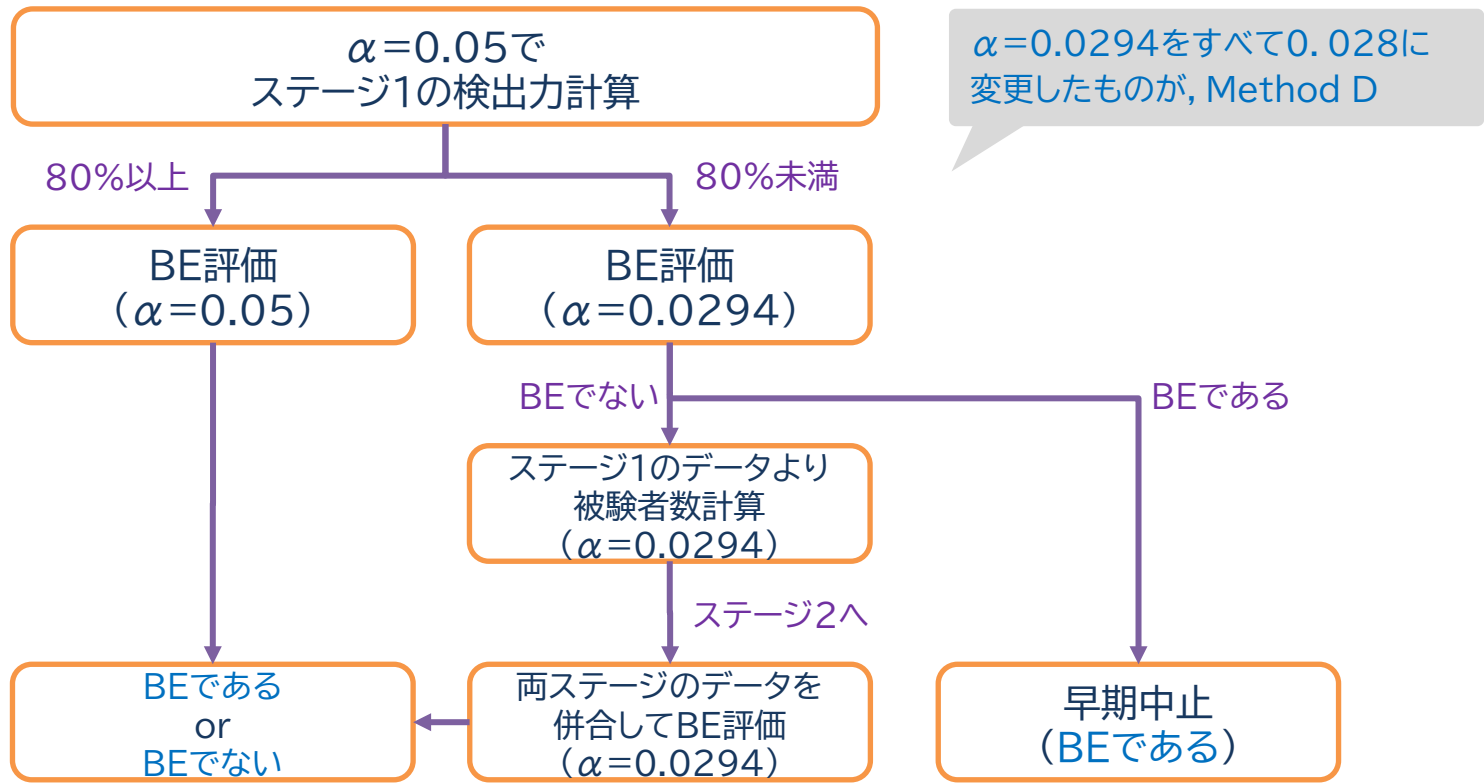 α=0.05で
ステージ1の検出力計算
α=0.0294をすべて0.028に
変更したものが, Method D
80%以上
80%未満
BE評価
(α=0.05)
BE評価
(α=0.0294)
BEでない
BEである
ステージ1のデータより
被験者数計算
(α=0.0294)
ステージ2へ
BEである
or
BEでない
両ステージのデータを
併合してBE評価
(α=0.0294)
早期中止
(BEである)